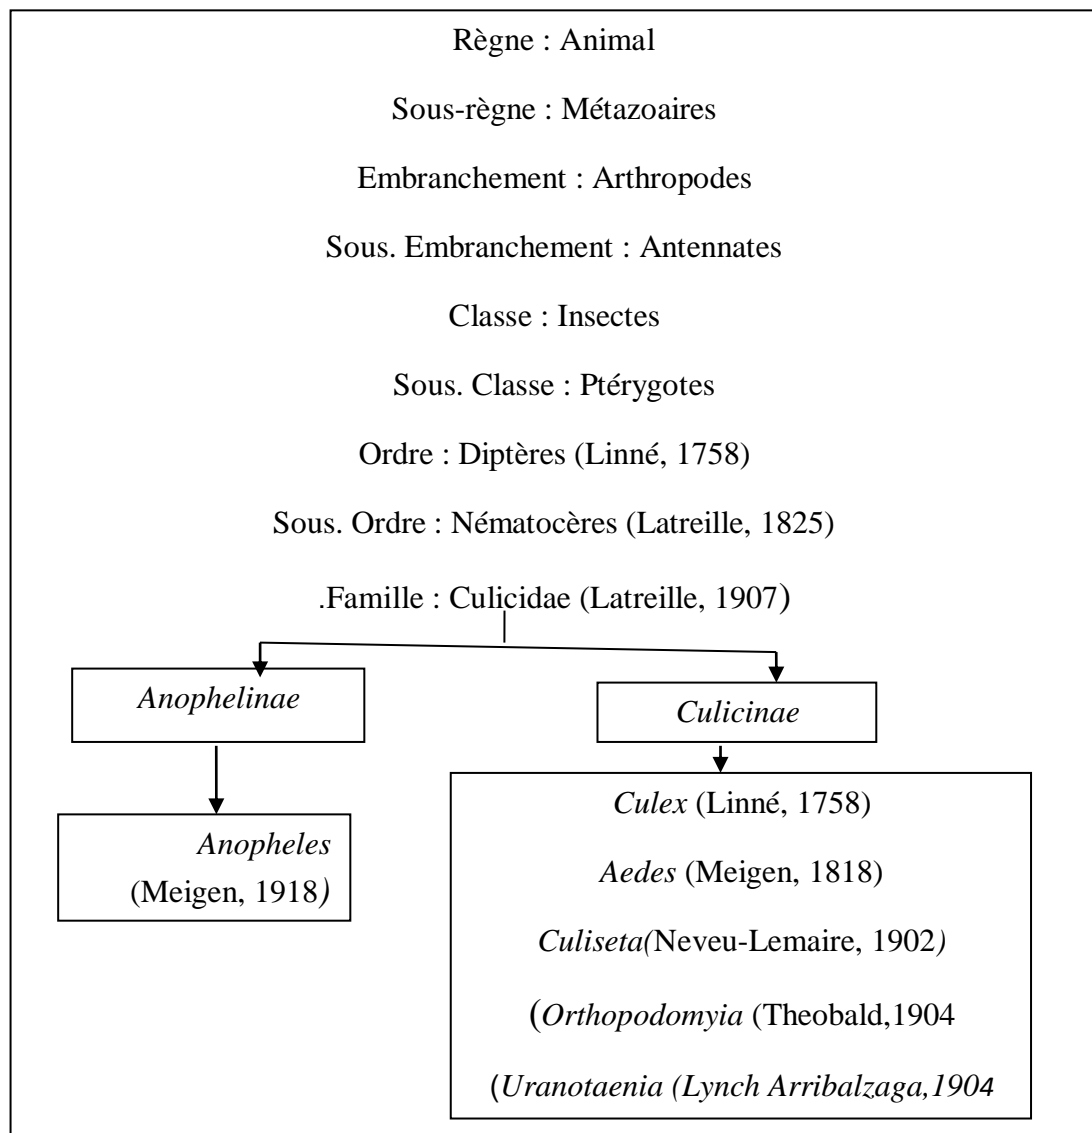 Règne : Animal
Sous-règne : Métazoaires
Embranchement : Arthropodes
Sous. Embranchement : Antennates
Classe : Insectes
Sous. Classe : Ptérygotes
Ordre : Diptères (Linné, 1758)
Sous. Ordre : Nématocères (Latreille, 1825)
.Famille : Culicidae (Latreille, 1907)
Anophelinae
Culicinae
Anopheles
(Meigen, 1918)
Culex (Linné, 1758)
Aedes (Meigen, 1818)
Culiseta(Neveu-Lemaire, 1902)
(Orthopodomyia (Theobald,1904
(Uranotaenia (Lynch Arribalzaga,1904